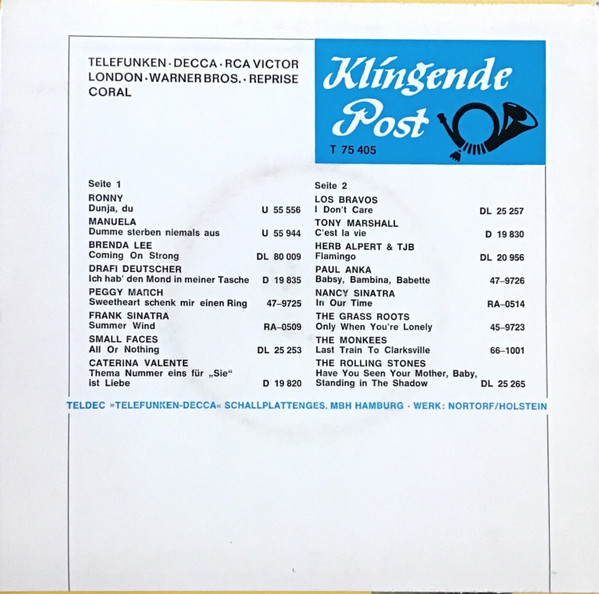 TELEFUNKEN · DECCA · RCA VICTOR
LONDON · WARNER BROS. · REPRISE
CORAL
Klingende
Post
T 75 405
Seite 1
RONNY
Dunja, du U 55 556
MANUELA
Dumme sterben niemals aus U 55 944
BRENDA LEE
Coming On Strong DL 80 009
DRAFI DEUTSCHER
Ich hab' den Mond in meiner Tasche D 19 835
PEGGY MARCH
Sweetheart schenk mir einen Ring 47–9725
FRANK SINATRA
Summer Wind RA–0509
SMALL FACES
All Or Nothing DL 25 253
CATERINA VALENTE
Thema Nummer eins für „Sie“
ist Liebe D 19 820
Seite 2
LOS BRAVOS
I Don't Care DL 25 257
TONY MARSHALL
C'est la vie D 19 830
HERB ALPERT & TJB
Flamingo DL 20 956
PAUL ANKA
Babsy, Bambina, Babette 47–9726
NANCY SINATRA
In Our Time RA–0514
THE GRASS ROOTS
Only When You're Lonely 45–9723
THE MONKEES
Last Train To Clarksville 66–1001
THE ROLLING STONES
Have You Seen Your Mother, Baby,
Standing in The Shadow DL 25 265
TELDEC »TELEFUNKEN-DECCA« SCHALLPLATTENGES. MBH HAMBURG · WERK: NORTORF/HOLSTEIN